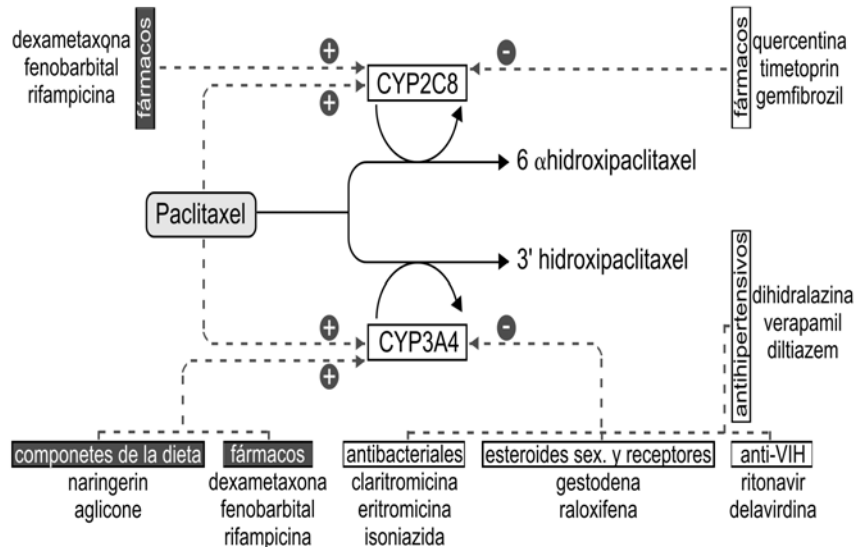 dexametaxona
fenobarbital
rifampicina
fármacos
+
+
CYP2C8
-
fármacos
quercentina
timetoprin
gemfibrozil
6 αhidroxipaclitaxel
Paclitaxel
3' hidroxipaclitaxel
+
+
CYP3A4
-
antihipertensivos
dihidralazina
verapamil
diltiazem
componetes de la dieta
naringerin
aglicone
fármacos
dexametaxona
fenobarbital
rifampicina
antibacteriales
claritromicina
eritromicina
isoniazida
esteroides sex. y receptores
gestodena
raloxifena
anti-VIH
ritonavir
delavirdina